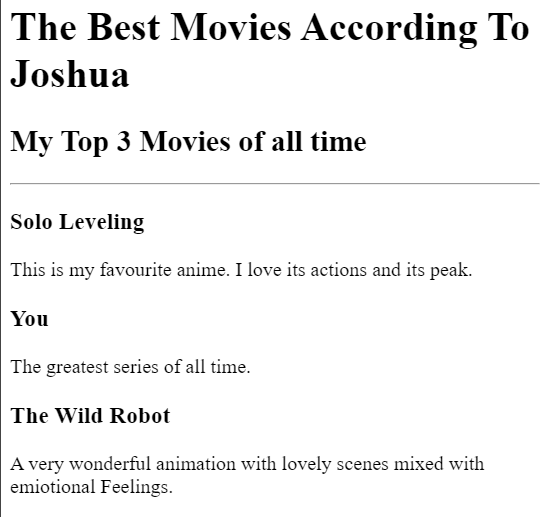 The Best Movies According To
Joshua
My Top 3 Movies of all time
Solo Leveling
This is my favourite anime. I love its actions and its peak.
You
The greatest series of all time.
The Wild Robot
A very wonderful animation with lovely scenes mixed with
emiotional Feelings.